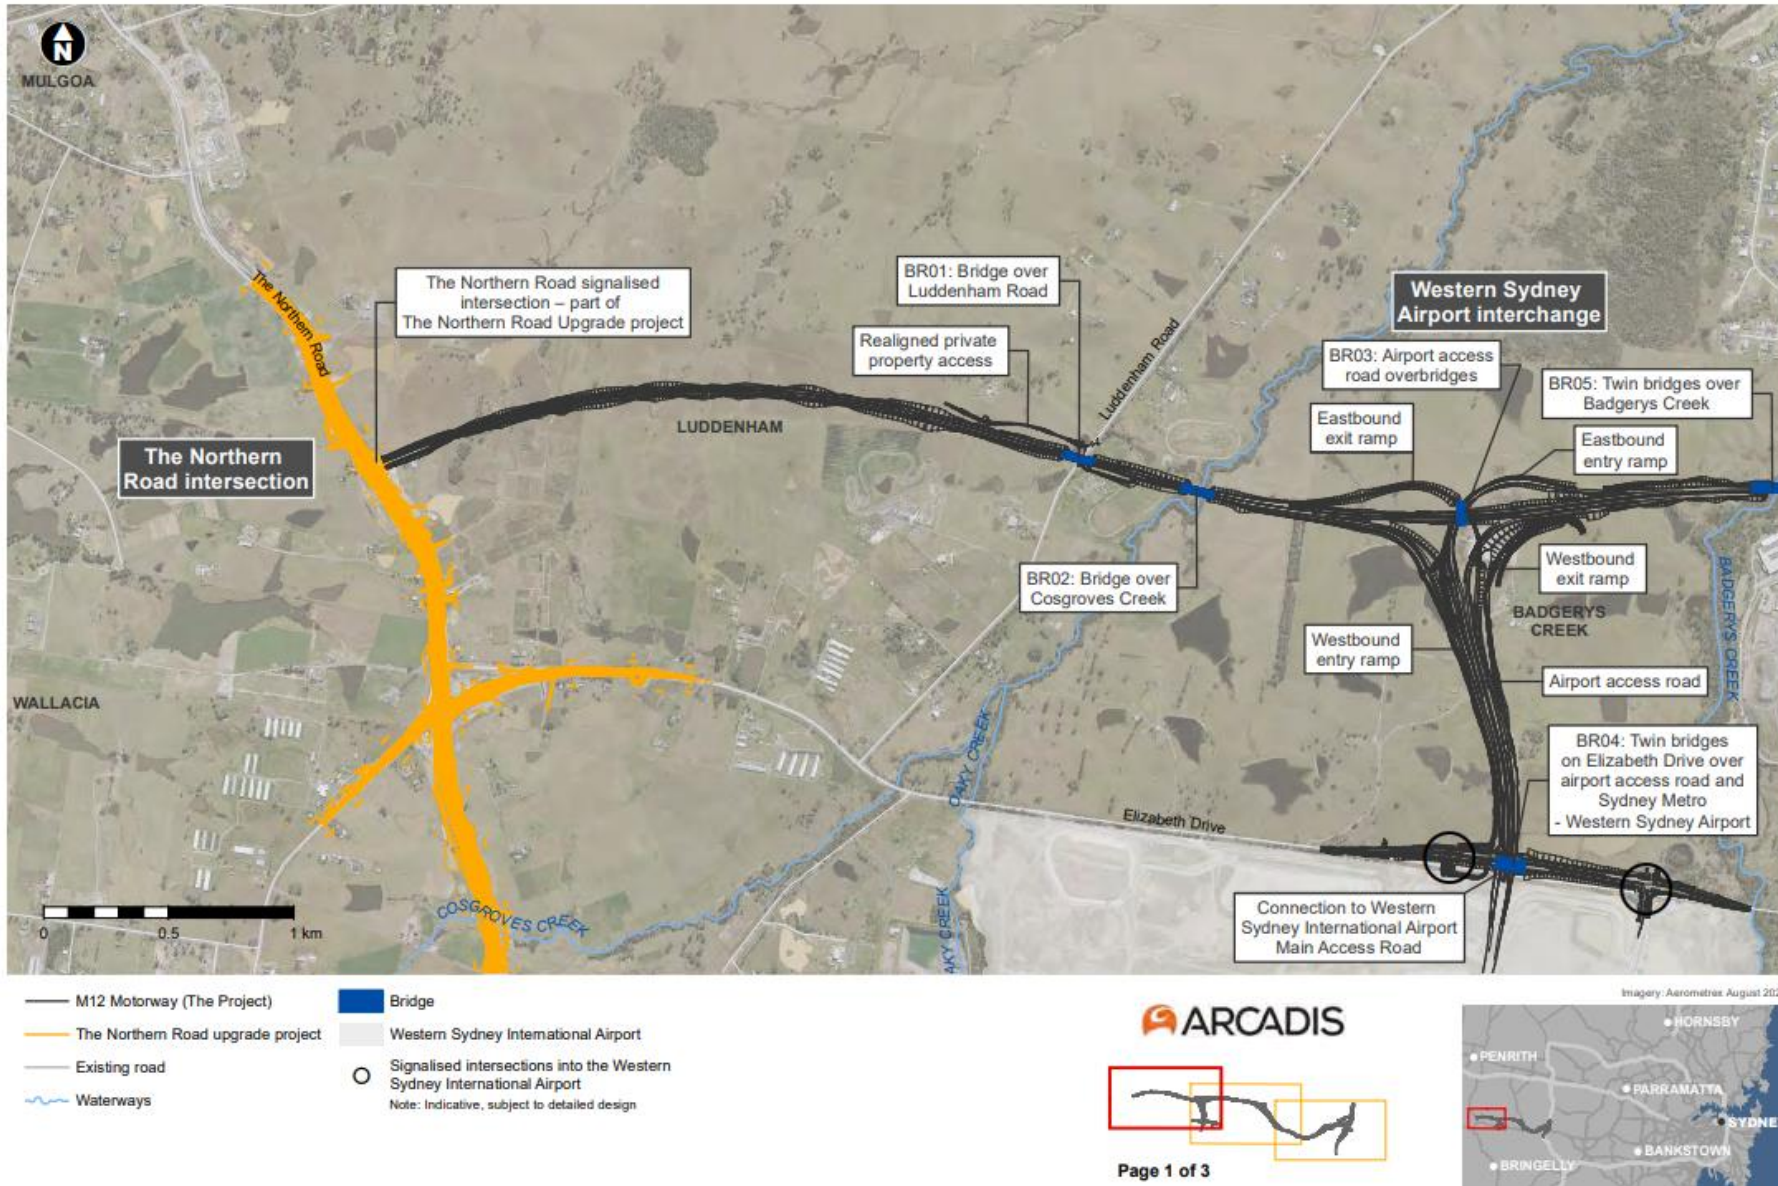 N
MULGOA
The Northern Road
The Northern Road signalised
intersection – part of
The Northern Road Upgrade project
BR01: Bridge over
Luddenham Road
Realigned private
property access
Luddenham Road
Western Sydney
Airport interchange
BR03: Airport access
road overbridges
BR05: Twin bridges over
Badgerys Creek
Eastbound
exit ramp
Eastbound
entry ramp
LUDDENHAM
The Northern
Road intersection
BR02: Bridge over
Cosgroves Creek
Westbound
exit ramp
BADGERYS
CREEK
BADGERYS CREEK
Westbound
entry ramp
Airport access road
WALLACIA
OAKY CREEK
BR04: Twin bridges
on Elizabeth Drive over
airport access road and
Sydney Metro
- Western Sydney Airport
Elizabeth Drive
COSGROVES CREEK
AKY CREEK
Connection to Western
Sydney International Airport
Main Access Road
0 0.5 1 km
M12 Motorway (The Project)
The Northern Road upgrade project
Existing road
Waterways
Bridge
Western Sydney International Airport
Signalised intersections into the Western
Sydney International Airport
Note: Indicative, subject to detailed design
ARCADIS
Page 1 of 3
Imagery: Aerometrex August 202
HORNSBY
PENRITH
PARRAMATTA
SYDNE
BANKSTOWN
BRINGELLY